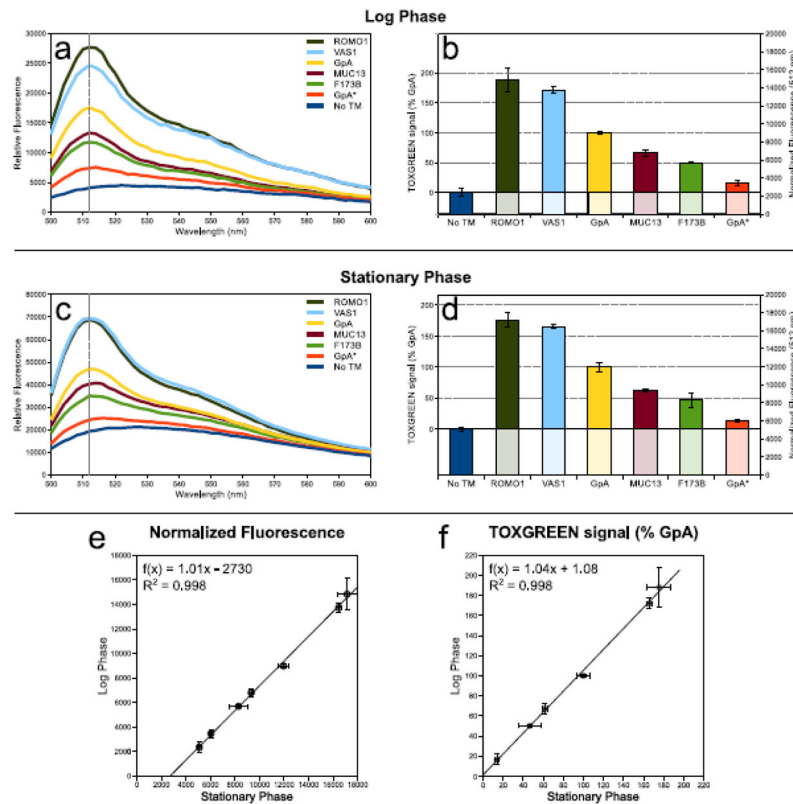 Log Phase
a
30000
25000
20000
15000
10000
5000
0
Relative Fluorescence
500 510 520 530 540 550 560 570 580 590 600
Wavelength (nm)
ROMO1
VAS1
GpA
MUC13
F173B
GpA*
No TM
b
200
150
100
50
0
TOXGREEN signal (% GpA)
20000
18000
16000
14000
12000
10000
8000
6000
4000
2000
0
Normalized Fluorescence (512 nm)
No TM ROMO1 VAS1 GpA MUC13 F173B GpA*
Stationary Phase
c
80000
70000
60000
50000
40000
30000
20000
10000
0
Relative Fluorescence
500 510 520 530 540 550 560 570 580 590 600
Wavelength (nm)
ROMO1
VAS1
GpA
MUC13
F173B
GpA*
No TM
d
200
150
100
50
0
TOXGREEN signal (% GpA)
20000
18000
16000
14000
12000
10000
8000
6000
4000
2000
0
Normalized Fluorescence (512 nm)
No TM ROMO1 VAS1 GpA MUC13 F173B GpA*
e
Normalized Fluorescence
f(x) = 1.01x – 2730
R² = 0.998
16000
14000
12000
10000
8000
6000
4000
2000
0
Log Phase
0 2000 4000 6000 8000 10000 12000 14000 16000 18000
Stationary Phase
f
TOXGREEN signal (% GpA)
f(x) = 1.04x + 1.08
R² = 0.998
220
200
180
160
140
120
100
80
60
40
20
0
Log Phase
0 20 40 60 80 100 120 140 160 180 200 220
Stationary Phase